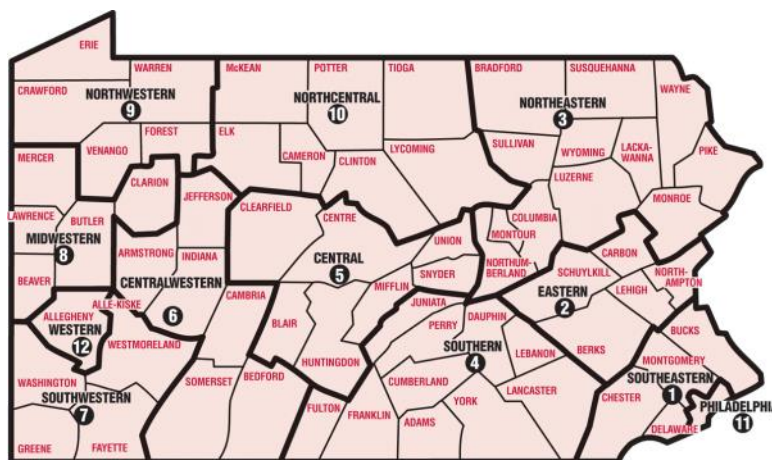 ERIE
WARREN
McKEAN
POTTER
TIOGA
BRADFORD
SUSQUEHANNA
CRAWFORD
NORTHWESTERN
9
NORTHCENTRAL
10
NORTHEASTERN
3
WAYNE
VENANGO
FOREST
ELK
CAMERON
CLINTON
LYCOMING
SULLIVAN
WYOMING
LACKA-
WANNA
PIKE
MERCER
CLARION
JEFFERSON
CLEARFIELD
CENTRE
LUZERNE
MONROE
LAWRENCE
BUTLER
MIDWESTERN
8
BEAVER
ARMSTRONG
INDIANA
CENTRALWESTERN
6
CENTRAL
5
UNION
SNYDER
MIFFLIN
COLUMBIA
MONTOUR
NORTHUM-
BERLAND
CARBON
SCHUYLKILL
EASTERN
2
LEHIGH
NORTH-
AMPTON
ALLEGHENY
ALLE-KISKE
WESTERN
12
WESTMORELAND
CAMBRIA
BLAIR
HUNTINGDON
JUNIATA
PERRY
DAUPHIN
SOUTHERN
4
LEBANON
BERKS
BUCKS
MONTGOMERY
WASHINGTON
SOUTHWESTERN
7
SOMERSET
BEDFORD
CUMBERLAND
LANCASTER
SOUTHEASTERN
1
CHESTER
PHILADELPHIA
11
DELAWARE
GREENE
FAYETTE
FULTON
FRANKLIN
ADAMS
YORK